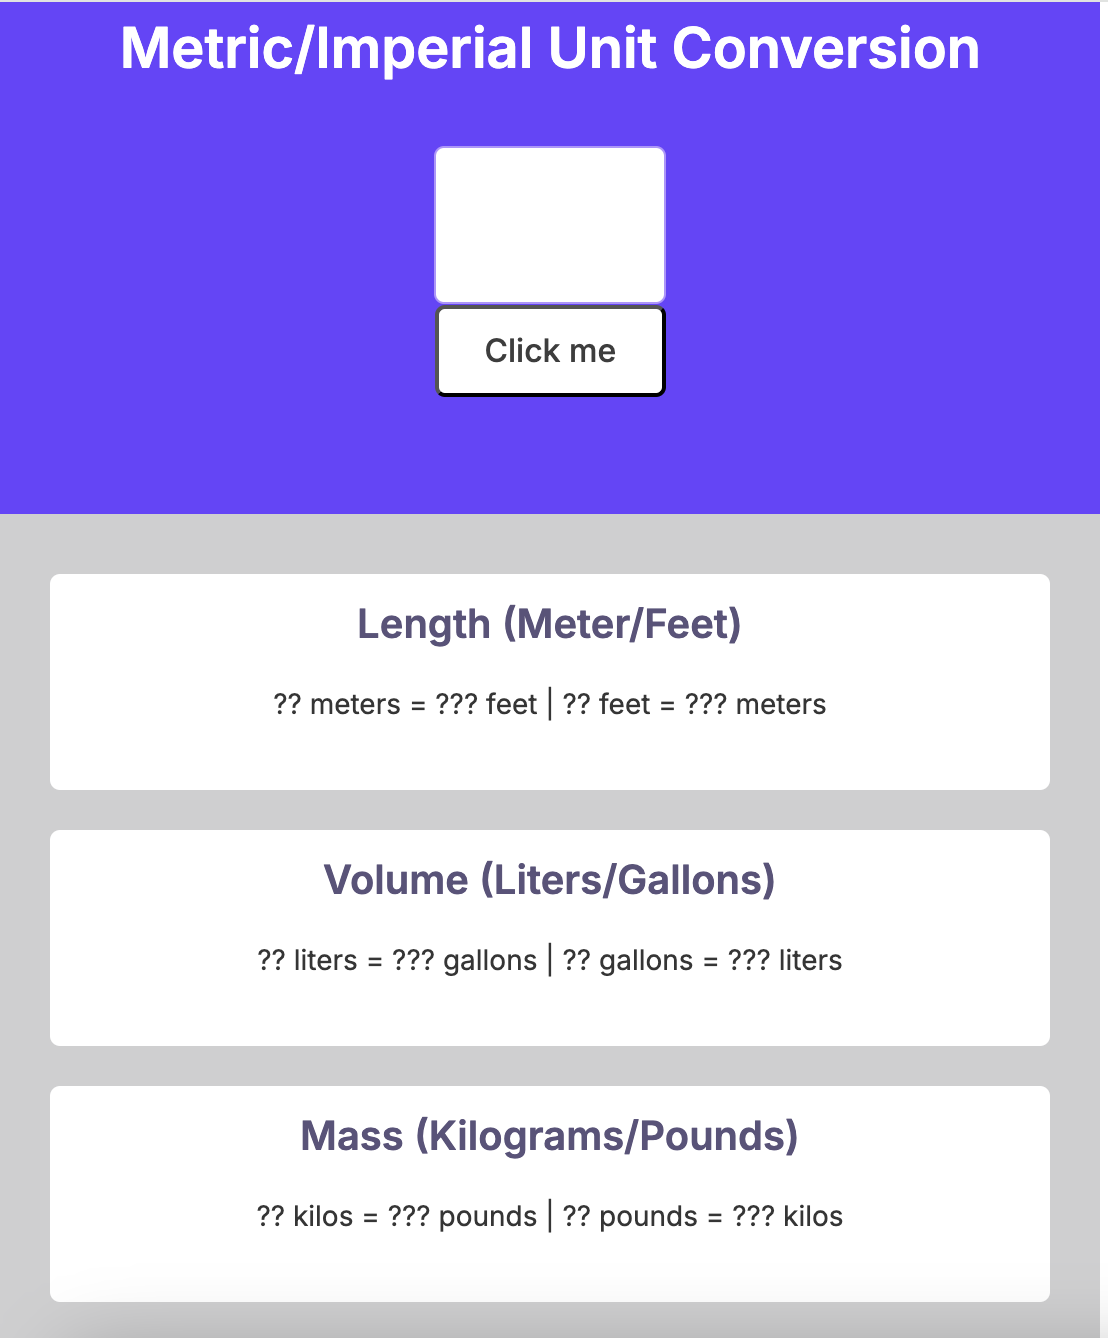 Metric/Imperial Unit Conversion
Click me
Length (Meter/Feet)
?? meters = ??? feet | ?? feet = ??? meters
Volume (Liters/Gallons)
?? liters = ??? gallons | ?? gallons = ??? liters
Mass (Kilograms/Pounds)
?? kilos = ??? pounds | ?? pounds = ??? kilos